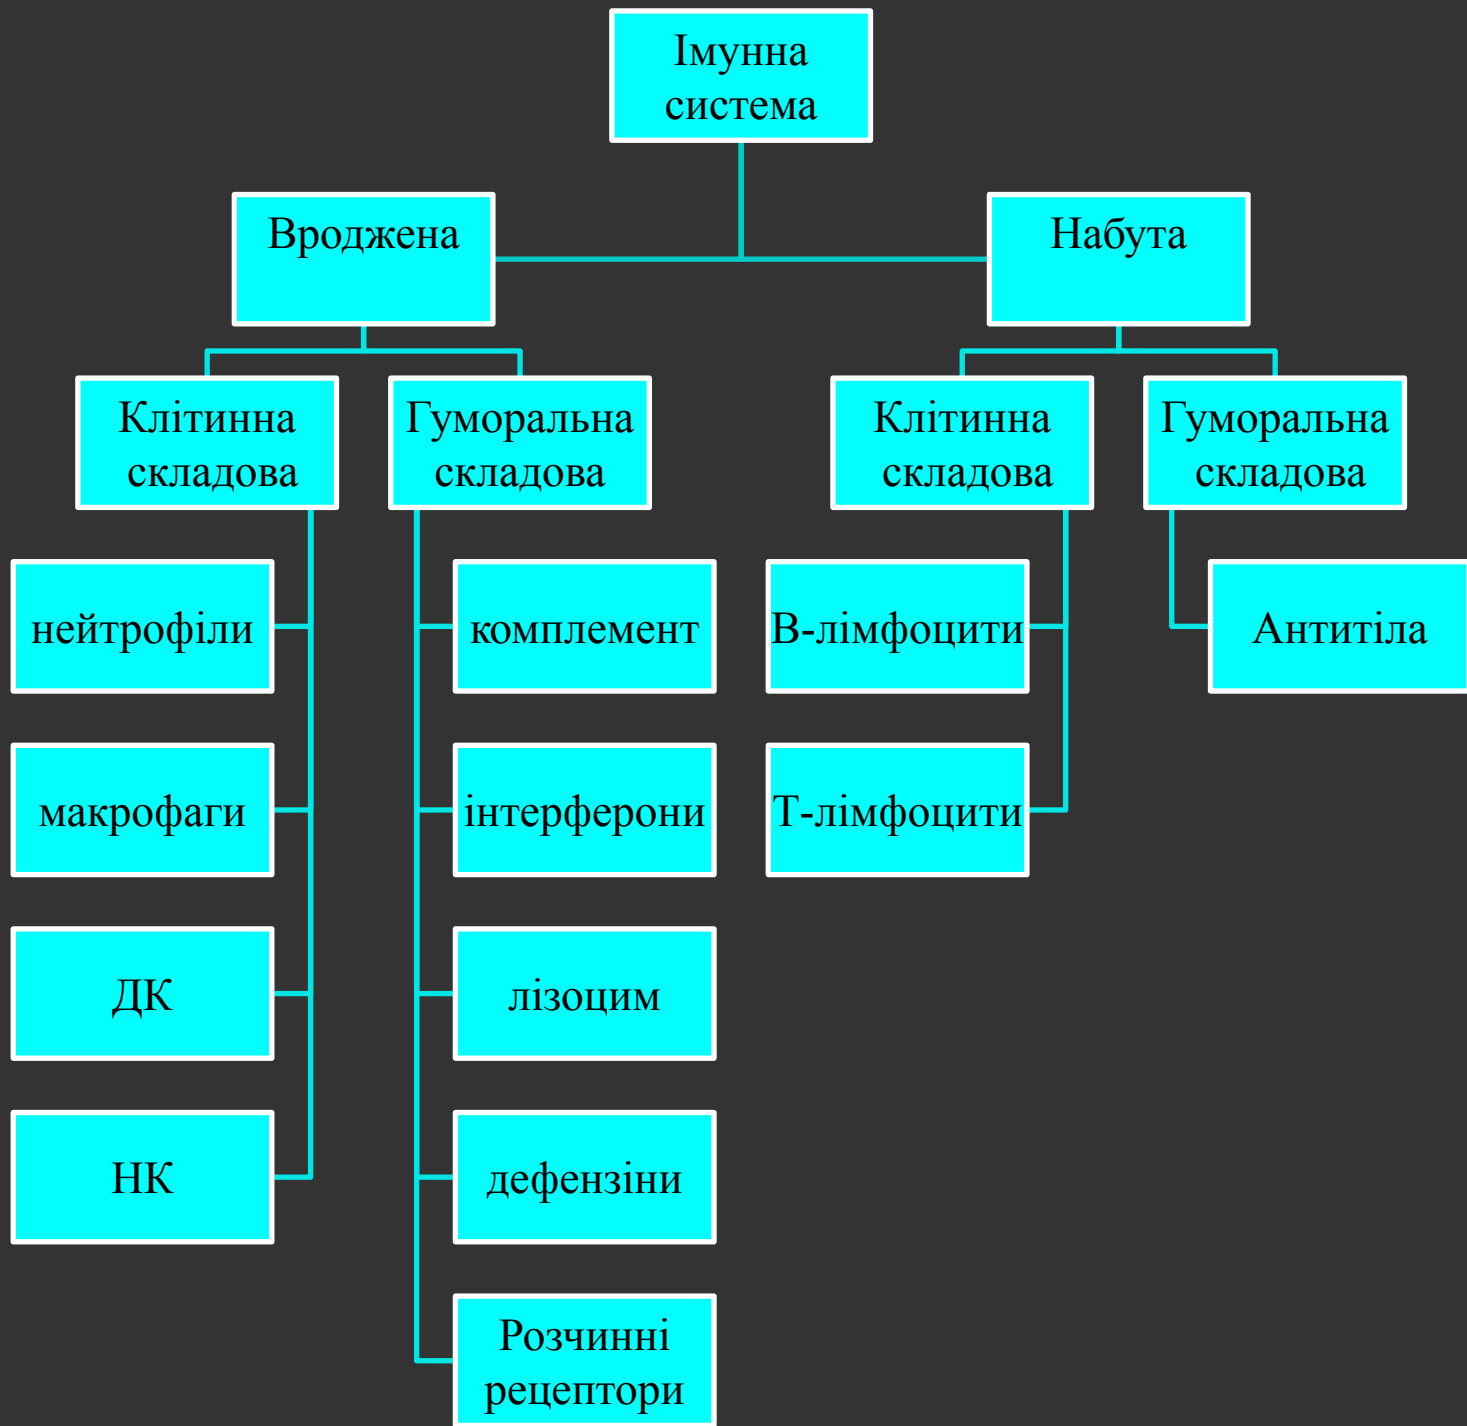 Імунна
система
Вроджена
Набута
Клітинна
складова
Гуморальна
складова
Клітинна
складова
Гуморальна
складова
нейтрофіли
комплемент
В-лімфоцити
Антитіла
макрофаги
інтерферони
Т-лімфоцити
ДК
лізоцим
НК
дефензіни
Розчинні
рецептори